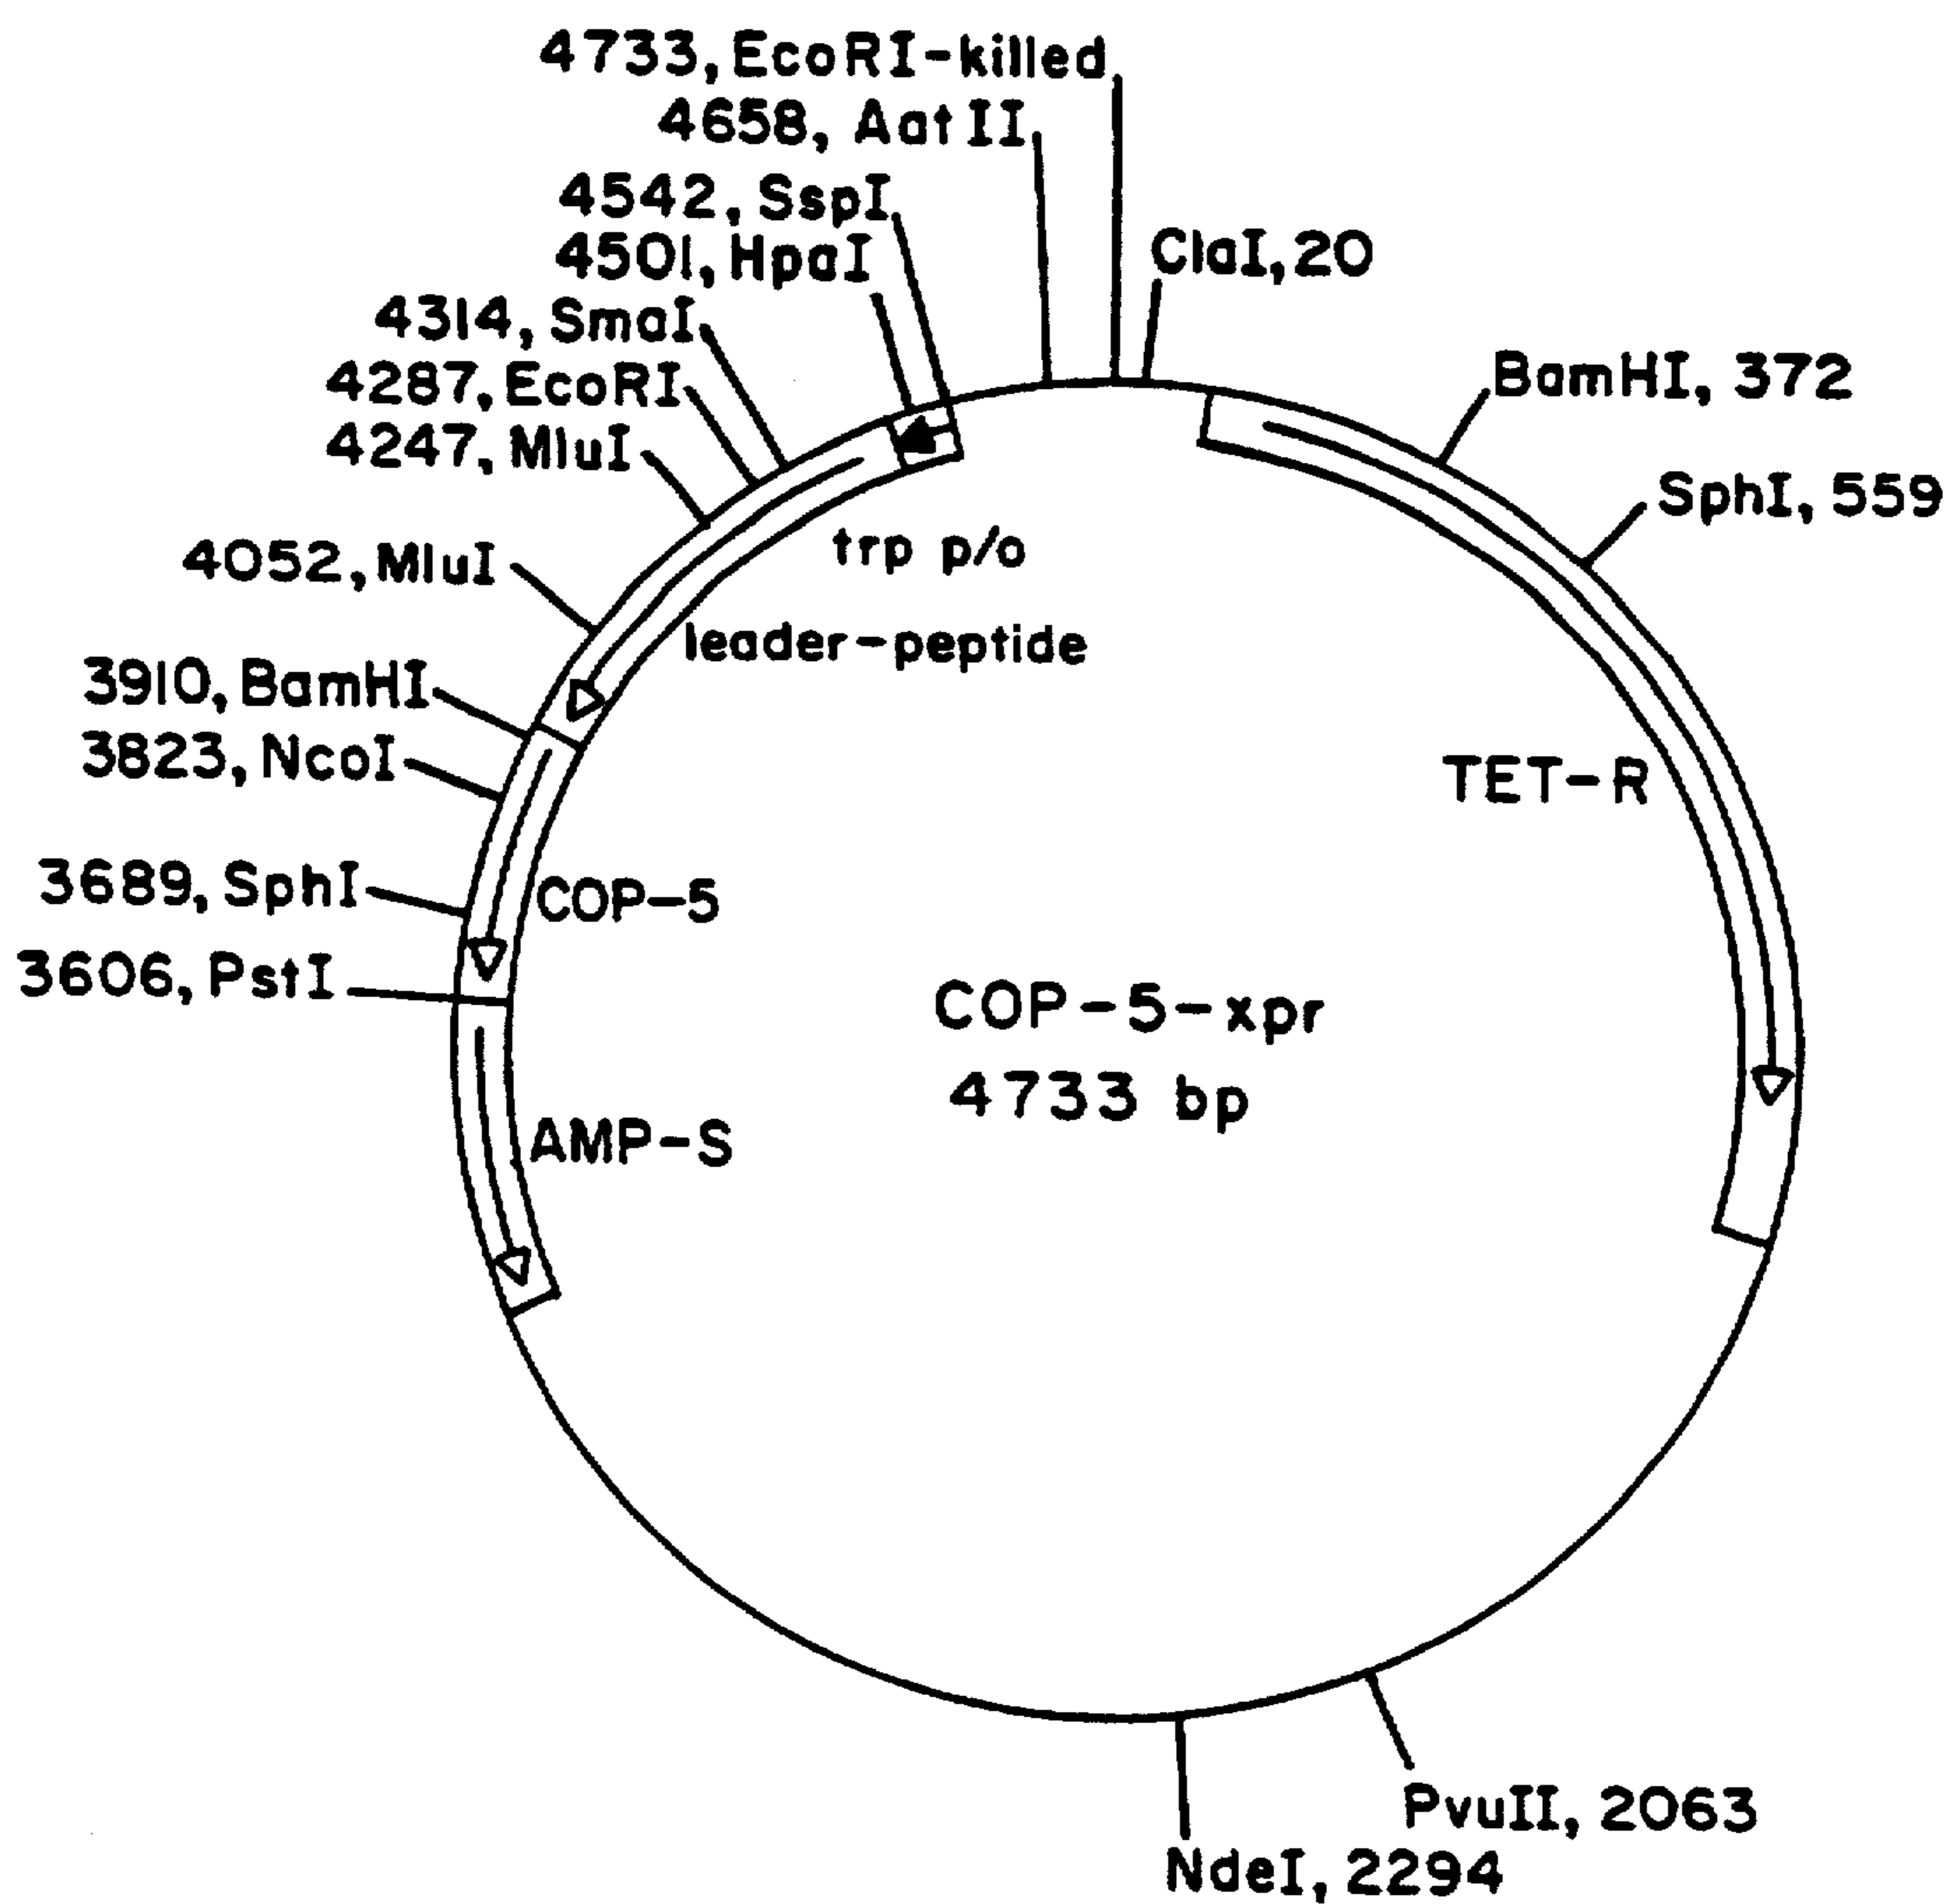 4733, EcoRI-killed
4658, AatII
4542, SspI
4501, HpaI
4314, SmaI
4287, EcoRI
4247, MluI
4052, MluI
3910, BamHI
3823, NcoI
3689, SphI
3606, PstI
ClaI, 20
BamHI, 372
SphI, 559
trp p/o
leader-peptide
TET-R
COP-5
COP-5-xpr
4733 bp
AMP-S
PvuII, 2063
NdeI, 2294